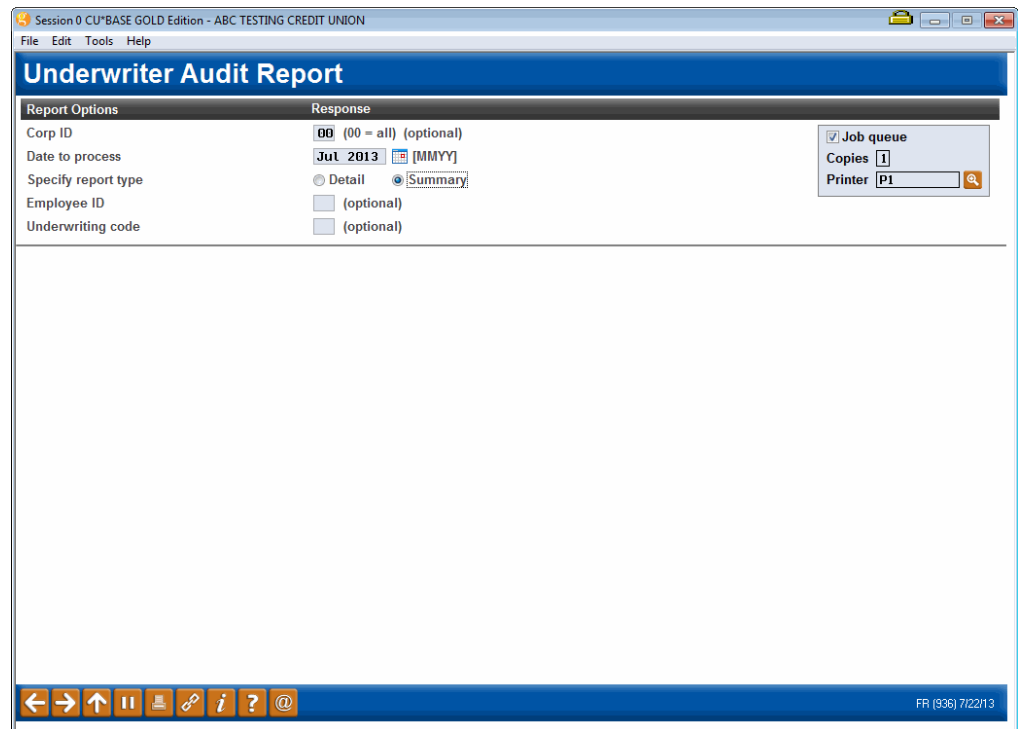 Session 0 CU*BASE GOLD Edition - ABC TESTING CREDIT UNION
File Edit Tools Help
Underwriter Audit Report
Report Options Response
Corp ID 00 (00 = all) (optional)
Date to process Jul 2013 [MMYY]
Specify report type Detail Summary
Employee ID (optional)
Underwriting code (optional)
Job queue
Copies 1
Printer P1
i ? @
FR (936) 7/22/13